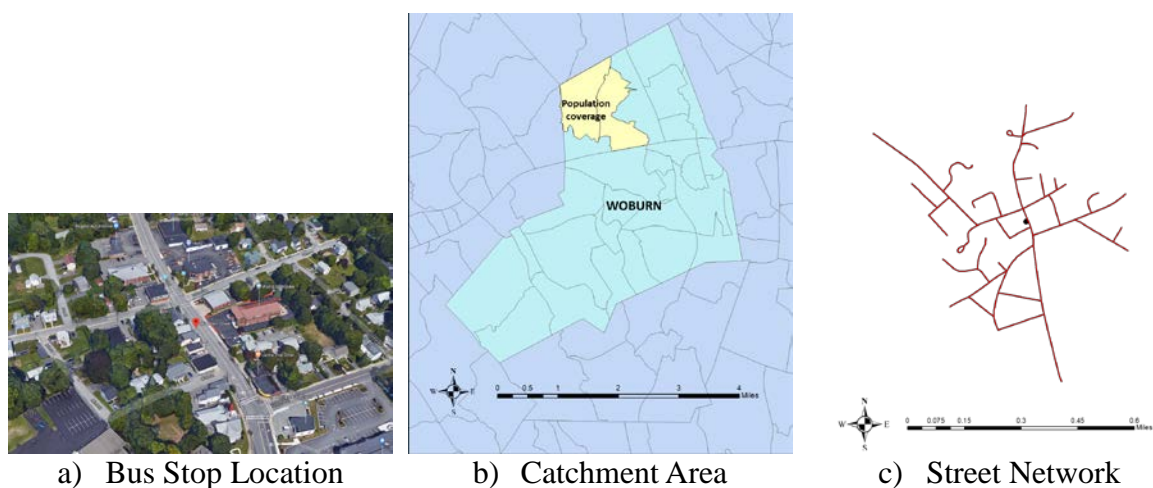 Population
coverage
WOBURN
N
W E
S
0 0.5 1 2 3 4
Miles
N
W E
S
0 0.075 0.15 0.3 0.45 0.6
Miles
a) Bus Stop Location
b) Catchment Area
c) Street Network